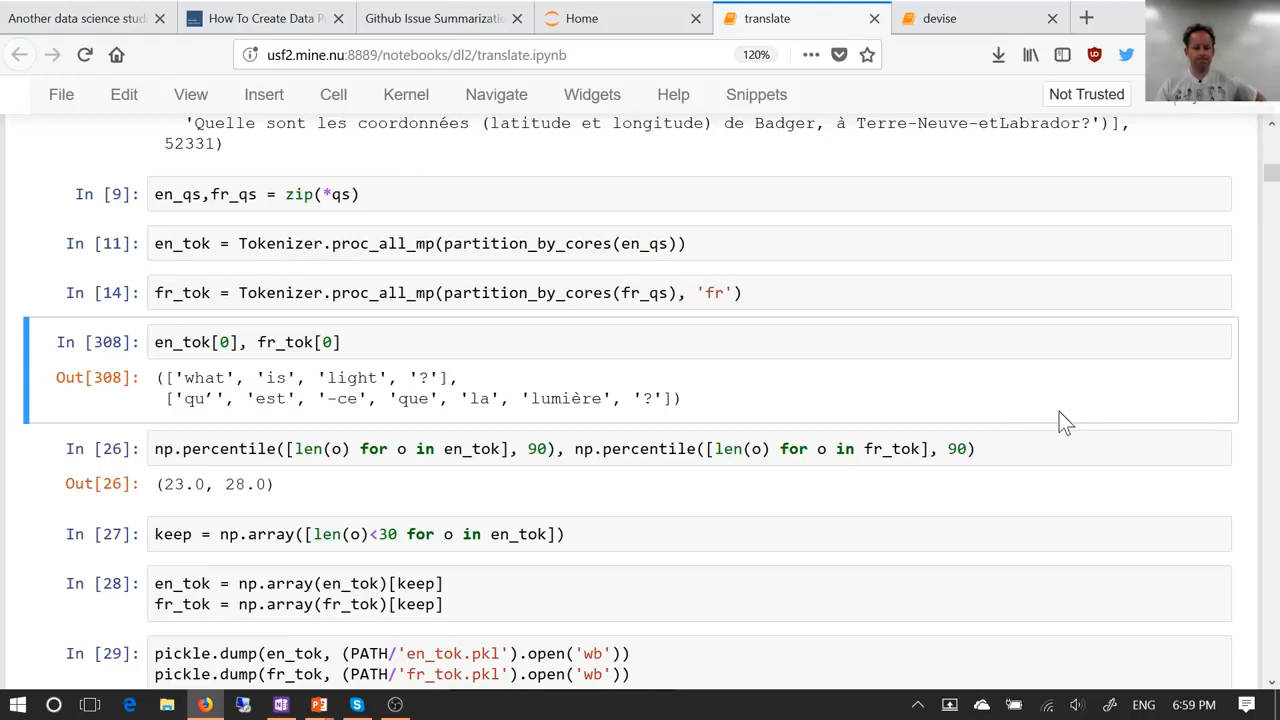 Another data science stud
How To Create Data P
Github Issue Summarizatio
Home
translate
devise
usf2.mine.nu:8889/notebooks/dl2/translate.ipynb
120%
File Edit View Insert Cell Kernel Navigate Widgets Help Snippets
Not Trusted
'Quelle sont les coordonnées (latitude et longitude) de Badger, à Terre-Neuve-etLabrador?')],
52331)
In [9]: en_qs,fr_qs = zip(*qs)
In [11]: en_tok = Tokenizer.proc_all_mp(partition_by_cores(en_qs))
In [14]: fr_tok = Tokenizer.proc_all_mp(partition_by_cores(fr_qs), 'fr')
In [308]: en_tok[0], fr_tok[0]
Out[308]: (['what', 'is', 'light', '?'],
['qu’', 'est', '-ce', 'que', 'la', 'lumière', '?'])
In [26]: np.percentile([len(o) for o in en_tok], 90), np.percentile([len(o) for o in fr_tok], 90)
Out[26]: (23.0, 28.0)
In [27]: keep = np.array([len(o)<30 for o in en_tok])
In [28]: en_tok = np.array(en_tok)[keep]
fr_tok = np.array(fr_tok)[keep]
In [29]: pickle.dump(en_tok, (PATH/'en_tok.pkl').open('wb'))
pickle.dump(fr_tok, (PATH/'fr_tok.pkl').open('wb'))
ENG 6:59 PM